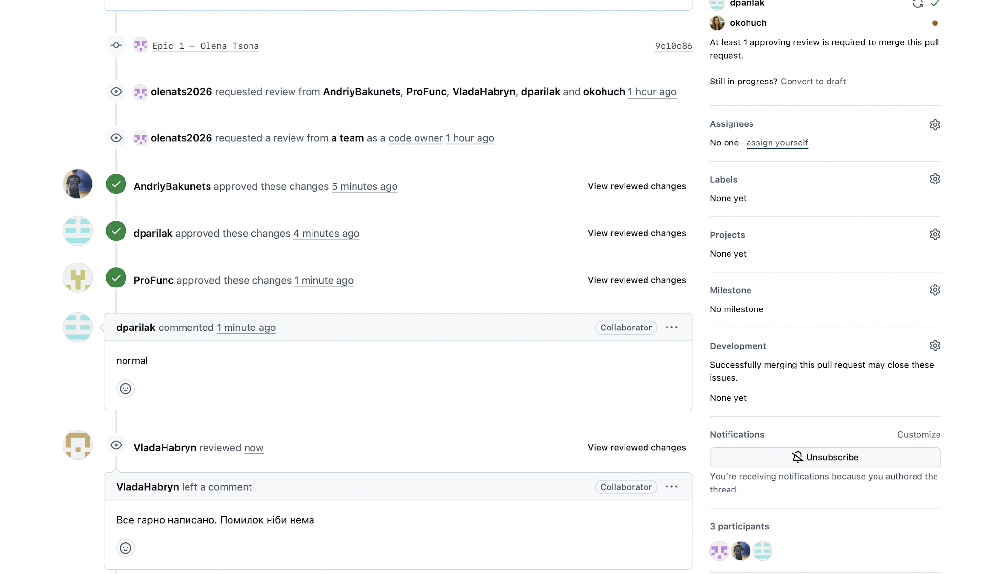 dparilak
okohuch
At least 1 approving review is required to merge this pull
request.
Still in progress? Convert to draft
Epic 1 – Olena Tsona 9c10c86
olenats2026 requested review from AndriyBakunets, ProFunc, VladaHabryn, dparilak and okohuch 1 hour ago
olenats2026 requested a review from a team as a code owner 1 hour ago
AndriyBakunets approved these changes 5 minutes ago View reviewed changes
dparilak approved these changes 4 minutes ago View reviewed changes
ProFunc approved these changes 1 minute ago View reviewed changes
dparilak commented 1 minute ago Collaborator ...
normal
VladaHabryn reviewed now View reviewed changes
VladaHabryn left a comment Collaborator ...
Все гарно написано. Помилок ніби нема
Assignees
No one—assign yourself
Labels
None yet
Projects
None yet
Milestone
No milestone
Development
Successfully merging this pull request may close these
issues.
None yet
Notifications Customize
Unsubscribe
You’re receiving notifications because you authored the
thread.
3 participants